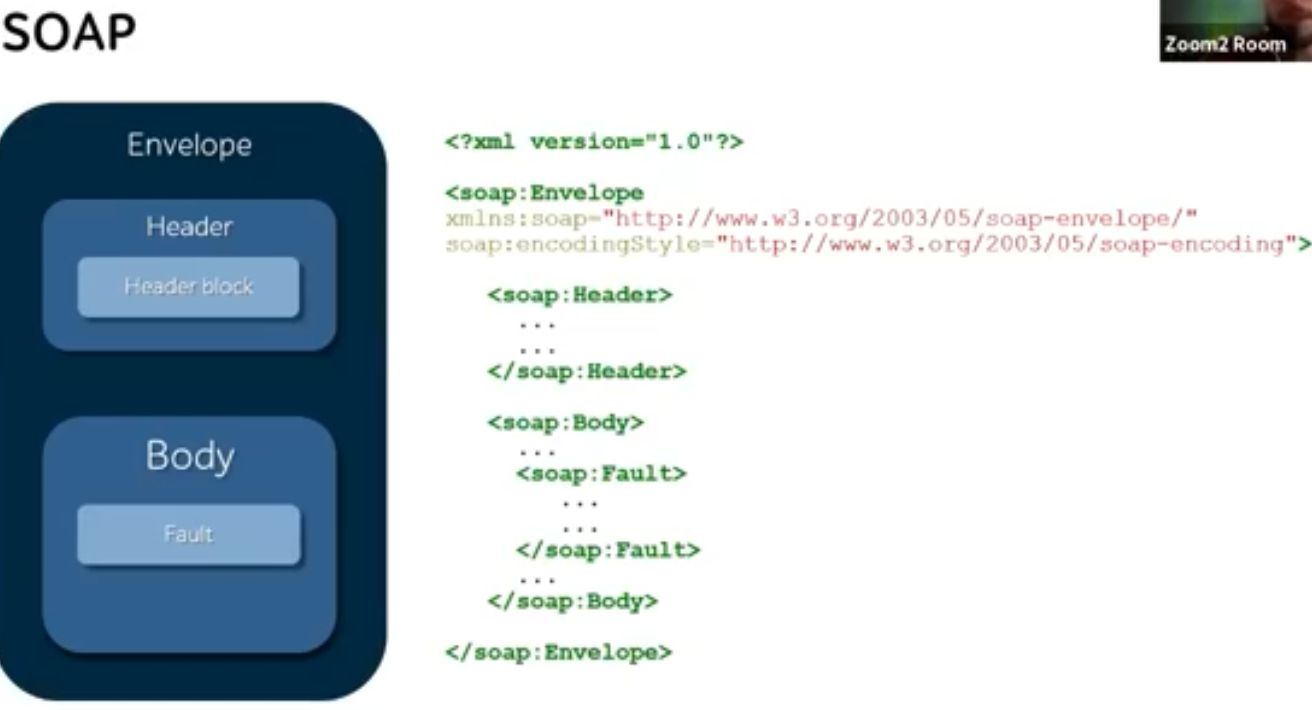 SOAP
Zoom2 Room
Envelope
Header
Header block
Body
Fault
<?xml version="1.0"?>
<soap:Envelope
xmlns:soap="http://www.w3.org/2003/05/soap-envelope/"
soap:encodingStyle="http://www.w3.org/2003/05/soap-encoding">
<soap:Header>
...
...
</soap:Header>
<soap:Body>
...
<soap:Fault>
...
...
</soap:Fault>
...
</soap:Body>
</soap:Envelope>